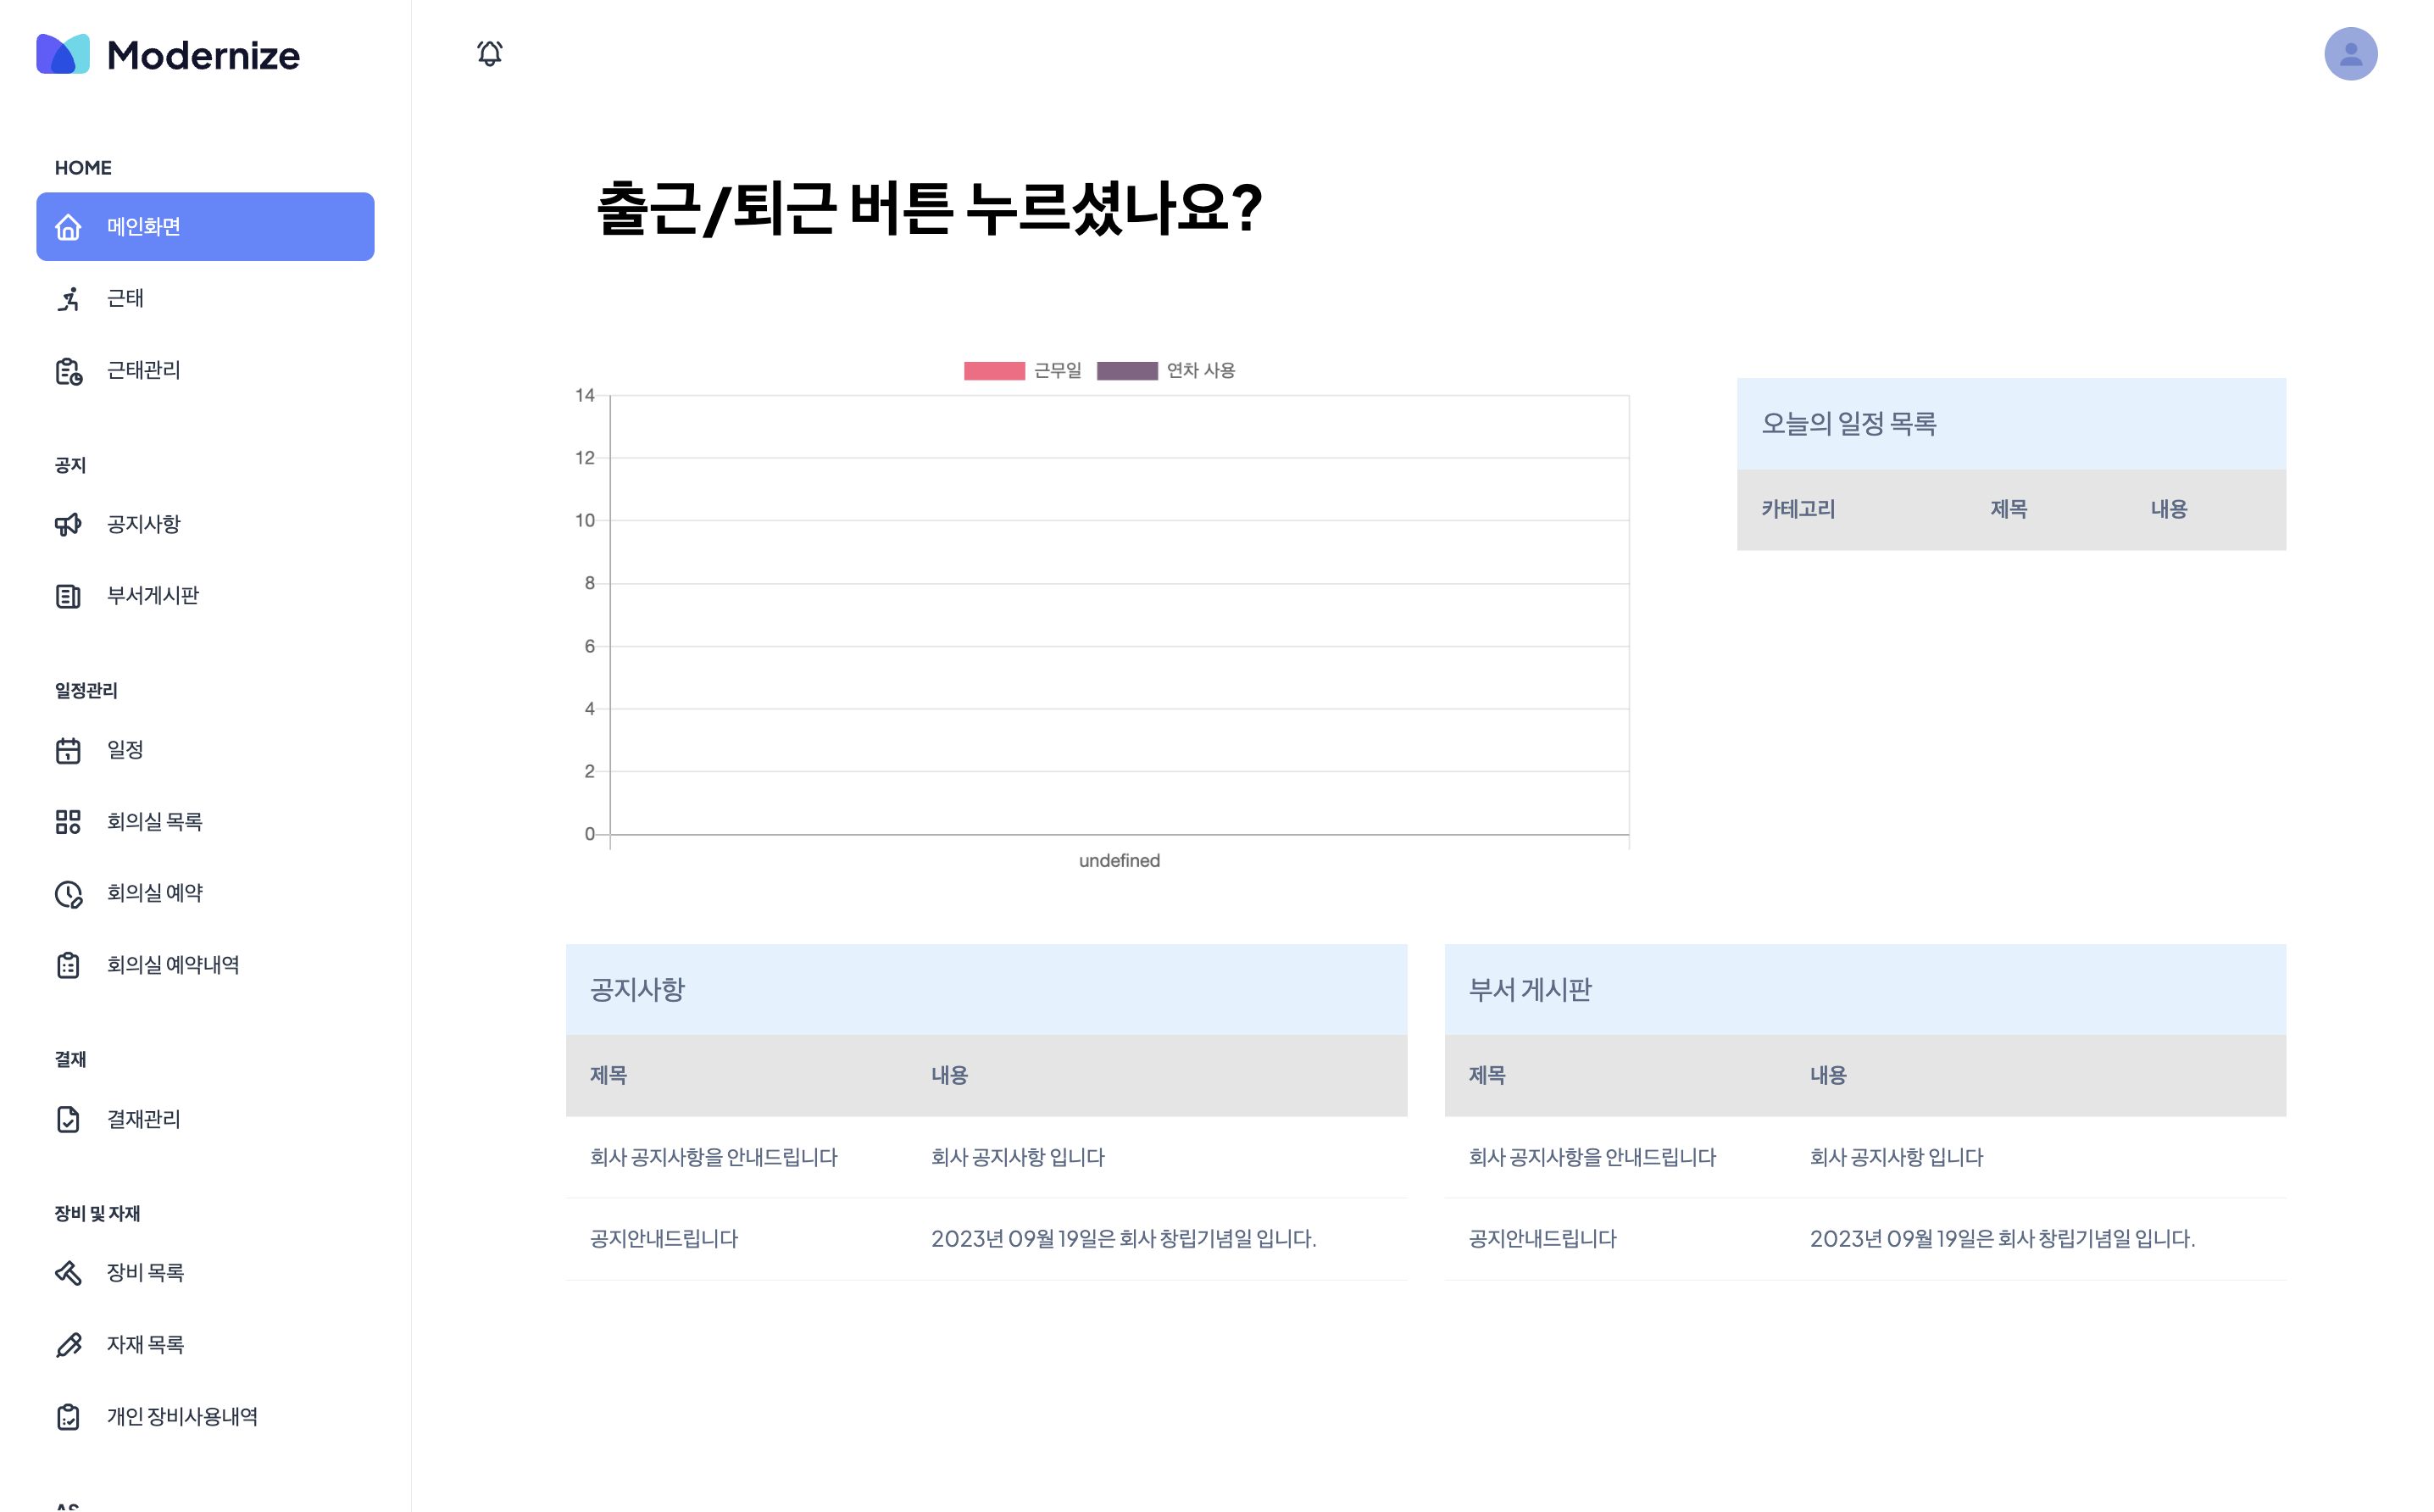 Modernize
HOME
메인화면
근태
근태관리
공지
공지사항
부서게시판
일정관리
일정
회의실 목록
회의실 예약
회의실 예약내역
결재
결재관리
장비 및 자재
장비 목록
자재 목록
개인 장비사용내역
AS
출근/퇴근 버튼 누르셨나요?
근무일 연차 사용
14
12
10
8
6
4
2
0
undefined
오늘의 일정 목록
카테고리 제목 내용
공지사항
제목 내용
회사 공지사항을 안내드립니다 회사 공지사항 입니다
공지안내드립니다 2023년 09월 19일은 회사 창립기념일 입니다.
부서 게시판
제목 내용
회사 공지사항을 안내드립니다 회사 공지사항 입니다
공지안내드립니다 2023년 09월 19일은 회사 창립기념일 입니다.